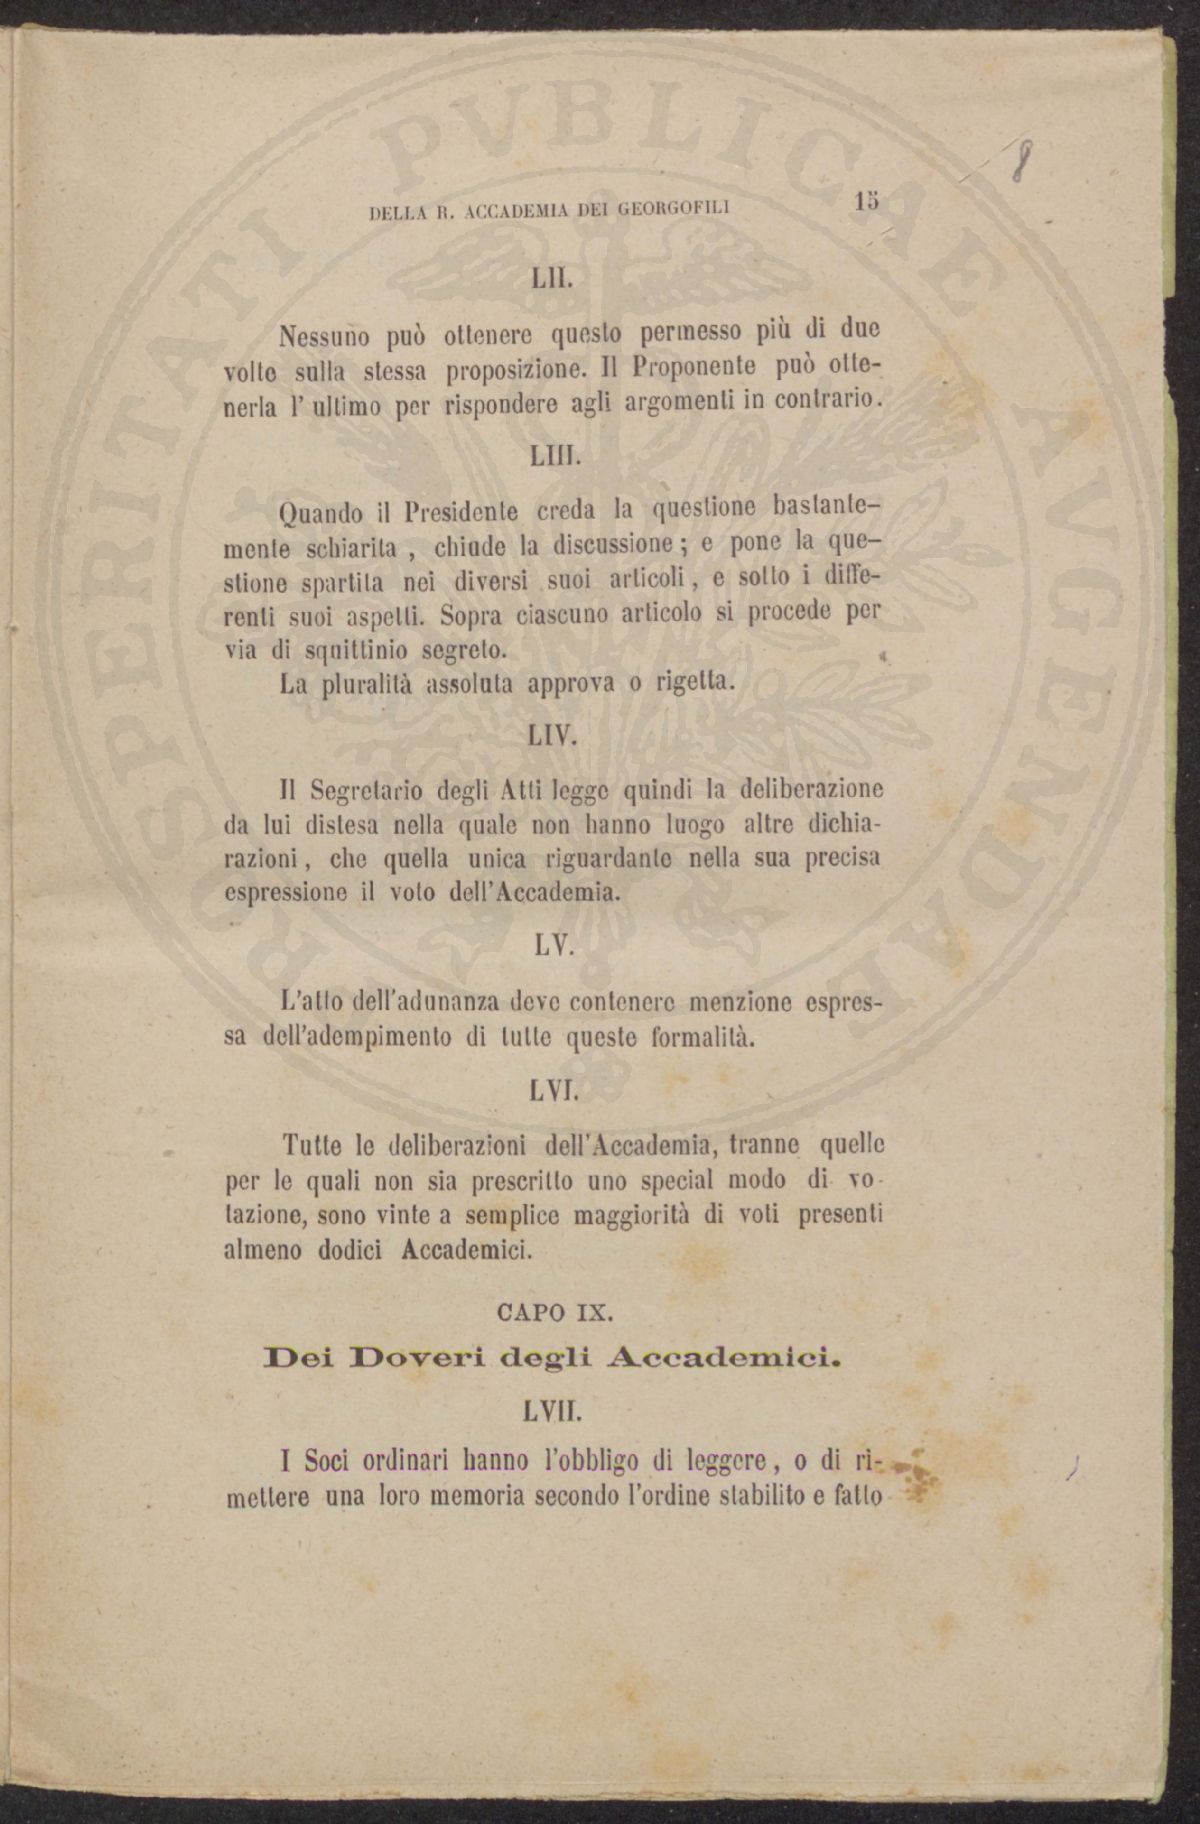 8
DELLA R. ACCADEMIA DEI GEORGOFILI 15
LII.
Nessuno può ottenere questo permesso più di due
volte sulla stessa proposizione. Il Proponente può otte-
nerla l' ultimo per rispondere agli argomenti in contrario.
LIII.
Quando il Presidente creda la questione bastante-
mente schiarita , chiude la discussione ; e pone la que-
stione spartita nei diversi suoi articoli, e sotto i diffe-
renti suoi aspetti. Sopra ciascuno articolo si procede per
via di squittinio segreto.
La pluralità assoluta approva o rigetta.
LIV.
Il Segretario degli Atti legge quindi la deliberazione
da lui distesa nella quale non hanno luogo altre dichia-
razioni, che quella unica riguardante nella sua precisa
espressione il voto dell'Accademia.
LV.
L'atto dell'adunanza deve contenere menzione espres-
sa dell'adempimento di tutte queste formalità.
LVI.
Tutte le deliberazioni dell'Accademia, tranne quelle
per le quali non sia prescritto uno special modo di vo-
tazione, sono vinte a semplice maggiorità di voti presenti
almeno dodici Accademici.
CAPO IX.
Dei Doveri degli Accademici.
LVII.
I Soci ordinari hanno l'obbligo di leggere, o di ri-
mettere una loro memoria secondo l'ordine stabilito e fatto
PROSPERITATI PVBLICAE AVGENDAE